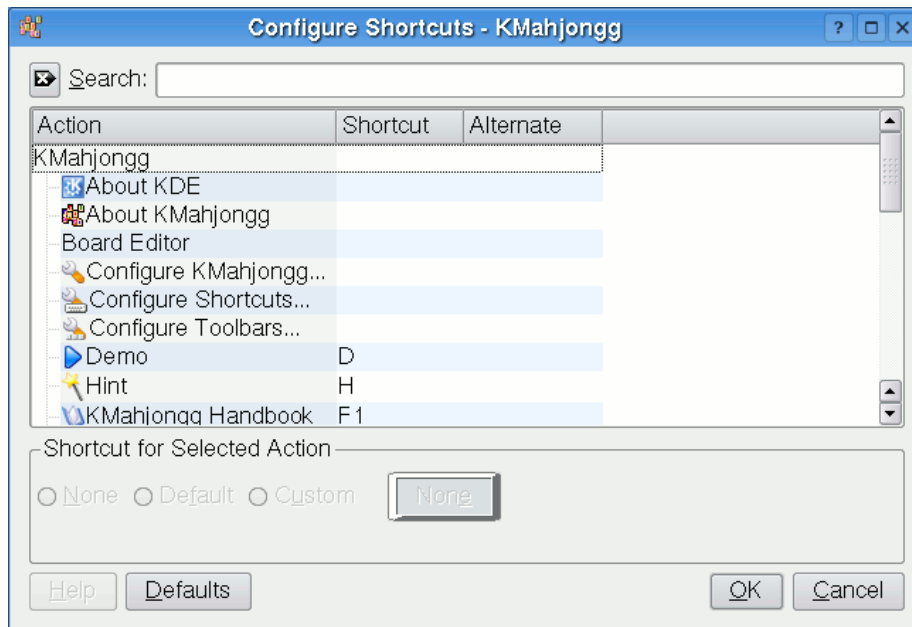 Configure Shortcuts - KMahjongg
Search:
Action Shortcut Alternate
KMahjongg
About KDE
About KMahjongg
Board Editor
Configure KMahjongg...
Configure Shortcuts...
Configure Toolbars...
Demo D
Hint H
KMahjongg Handbook F1
Shortcut for Selected Action
None Default Custom None
Help Defaults OK Cancel